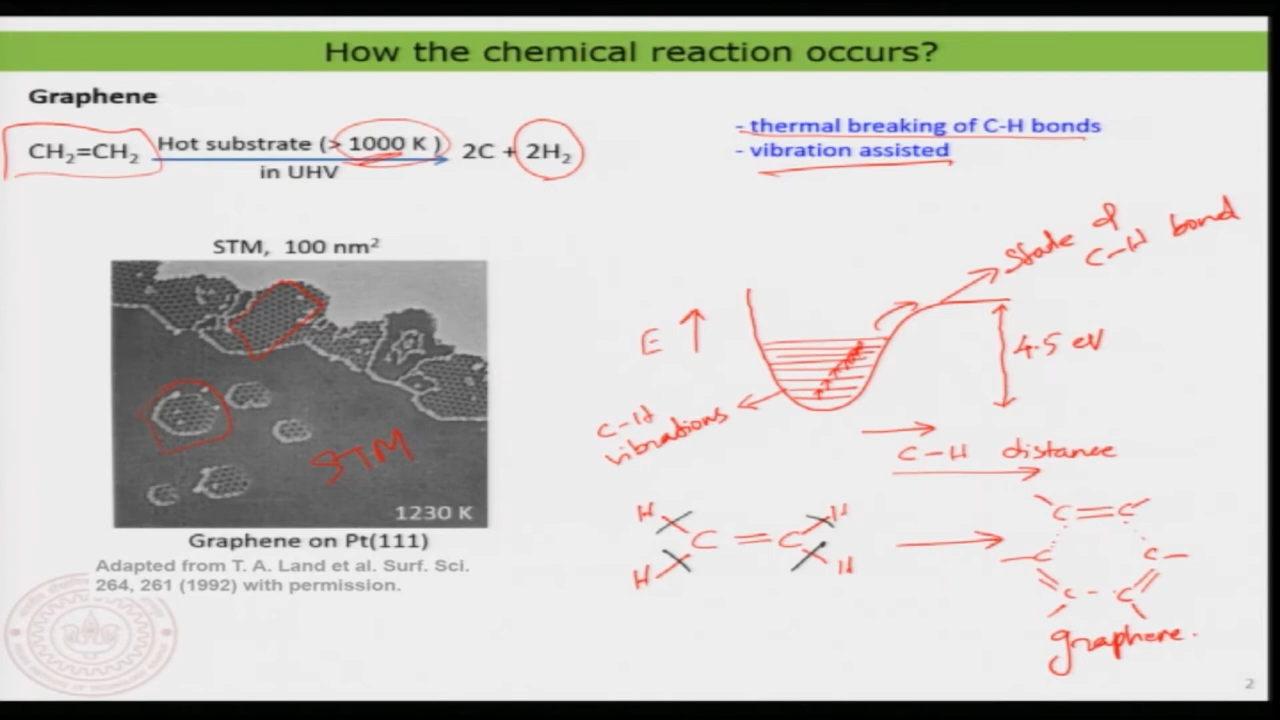 How the chemical reaction occurs?
Graphene
CH₂=CH₂ Hot substrate (> 1000 K ) in UHV 2C + 2H₂
- thermal breaking of C-H bonds
- vibration assisted
STM, 100 nm²
STM
1230 K
Graphene on Pt(111)
Adapted from T. A. Land et al. Surf. Sci.
264, 261 (1992) with permission.
State of
C-H bond
E
4.5 eV
C-H
vibrations
C-H distance
H H
C = C
H H
C = C
C C
C - C
graphene.
2